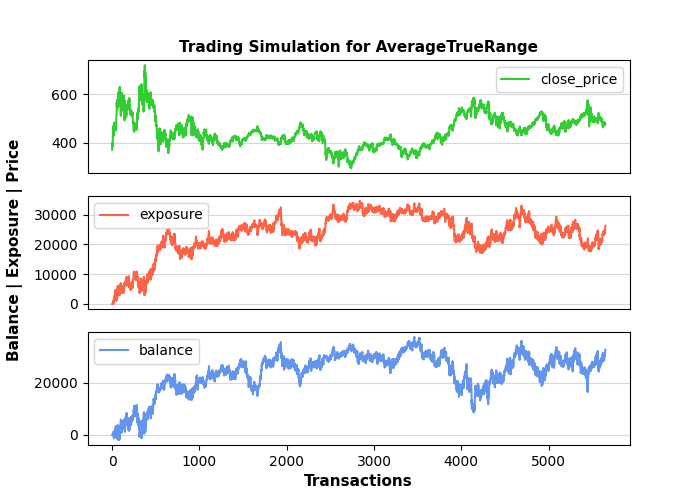 Trading Simulation for AverageTrueRange
close_price
600
400
exposure
30000
20000
10000
0
balance
20000
0
Balance | Exposure | Price
0 1000 2000 3000 4000 5000
Transactions